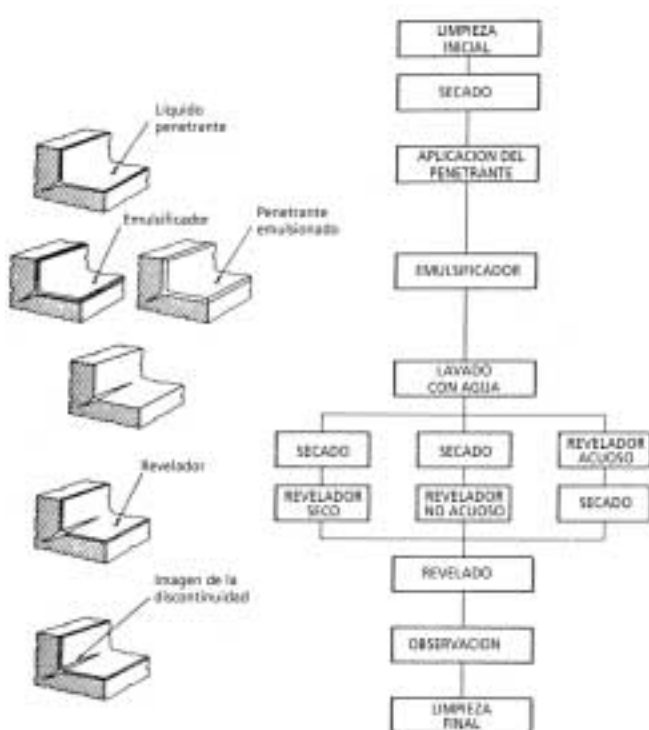 Líquido
penetrante
Emulsificador
Penetrante
emulsionado
Revelador
Imagen de la
discontinuidad
LIMPIEZA
INICIAL
SECADO
APLICACION DEL
PENETRANTE
EMULSIFICADOR
LAVADO
CON AGUA
SECADO
SECADO
REVELADOR
ACUOSO
REVELADOR
SECO
REVELADOR
NO ACUOSO
SECADO
REVELADO
OBSERVACION
LIMPIEZA
FINAL